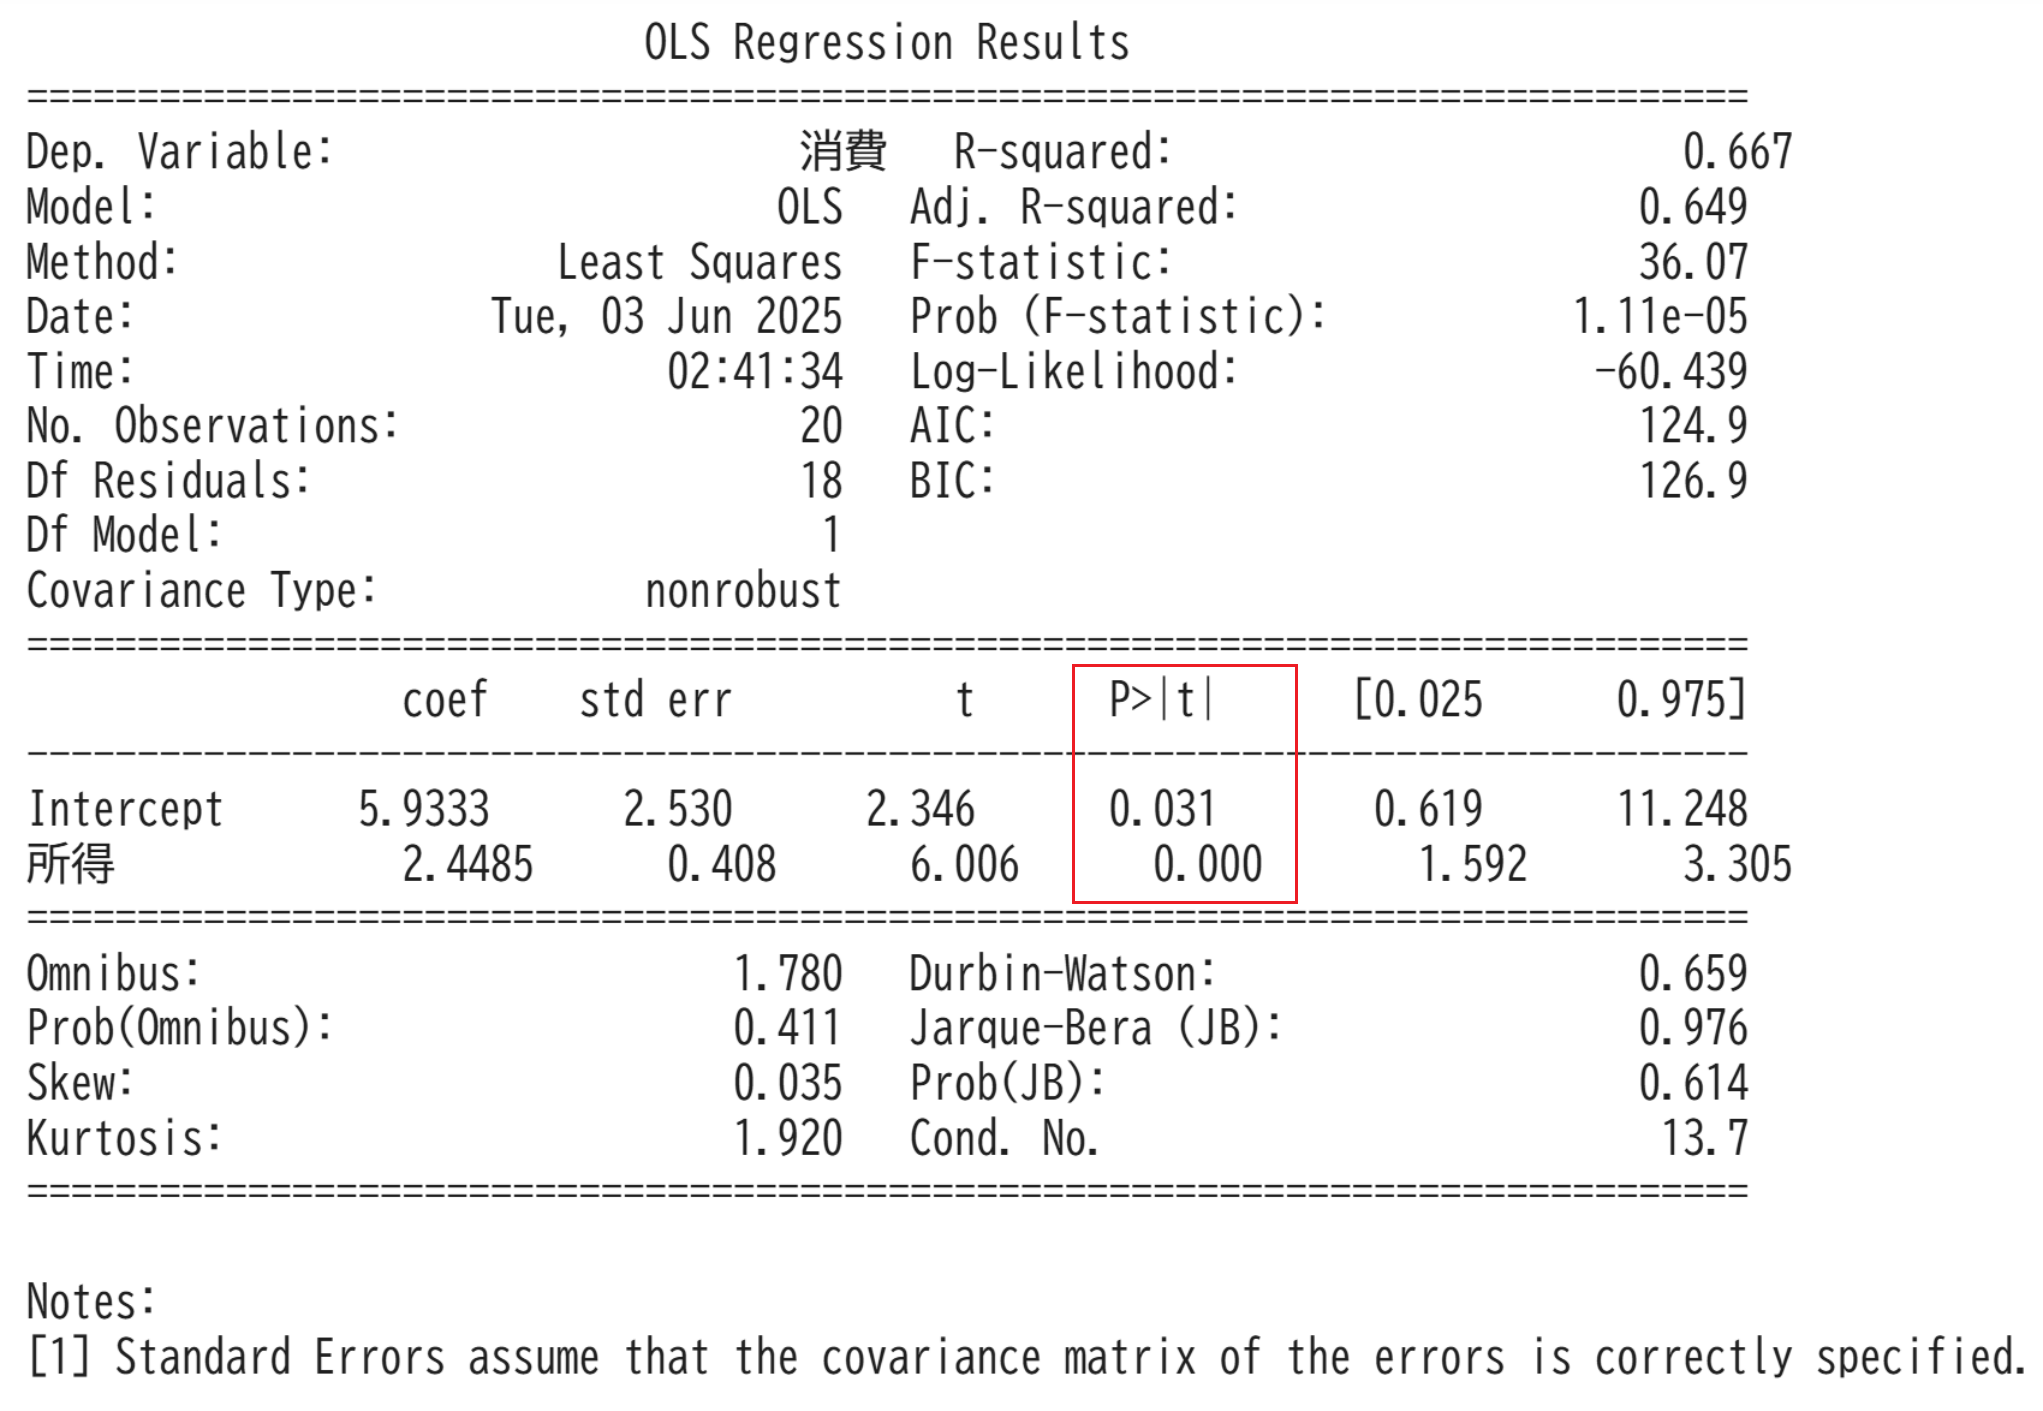 OLS Regression Results
==============================================================================
Dep. Variable: 消費 R-squared: 0.667
Model: OLS Adj. R-squared: 0.649
Method: Least Squares F-statistic: 36.07
Date: Tue, 03 Jun 2025 Prob (F-statistic): 1.11e-05
Time: 02:41:34 Log-Likelihood: -60.439
No. Observations: 20 AIC: 124.9
Df Residuals: 18 BIC: 126.9
Df Model: 1
Covariance Type: nonrobust
==============================================================================
coef std err t P>|t| [0.025 0.975]
------------------------------------------------------------------------------
Intercept 5.9333 2.530 2.346 0.031 0.619 11.248
所得 2.4485 0.408 6.006 0.000 1.592 3.305
==============================================================================
Omnibus: 1.780 Durbin-Watson: 0.659
Prob(Omnibus): 0.411 Jarque-Bera (JB): 0.976
Skew: 0.035 Prob(JB): 0.614
Kurtosis: 1.920 Cond. No. 13.7
==============================================================================
Notes:
[1] Standard Errors assume that the covariance matrix of the errors is correctly specified.